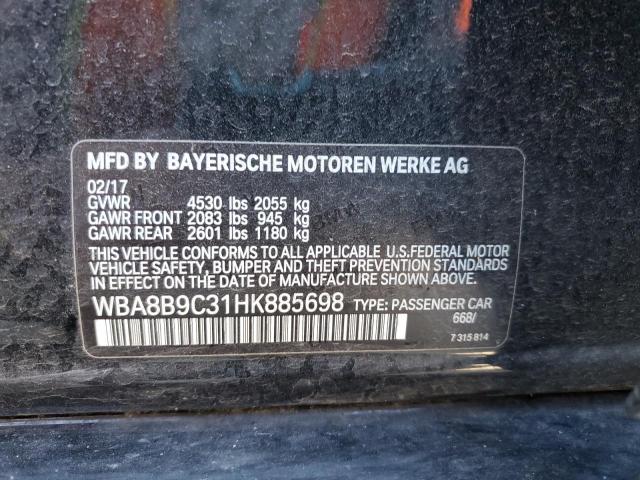 MFD BY BAYERISCHE MOTOREN WERKE AG
02/17
GVWR 4530 lbs 2055 kg
GAWR FRONT 2083 lbs 945 kg
GAWR REAR 2601 lbs 1180 kg
THIS VEHICLE CONFORMS TO ALL APPLICABLE U.S.FEDERAL MOTOR
VEHICLE SAFETY, BUMPER AND THEFT PREVENTION STANDARDS
IN EFFECT ON THE DATE OF MANUFACTURE SHOWN ABOVE.
WBA8B9C31HK885698 TYPE: PASSENGER CAR
668/
7 315 814